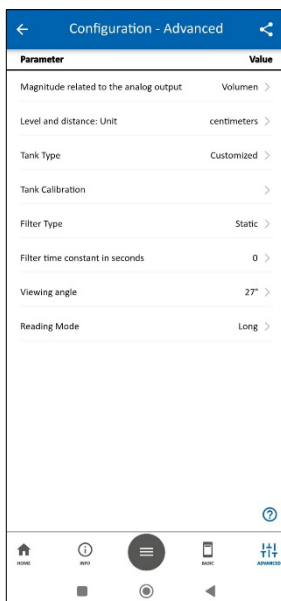 Configuration - Advanced
Parameter Value
Magnitude related to the analog output Volumen
Level and distance: Unit centimeters
Tank Type Customized
Tank Calibration
Filter Type Static
Filter time constant in seconds 0
Viewing angle 27°
Reading Mode Long
HOME INFO BASIC ADVANCED